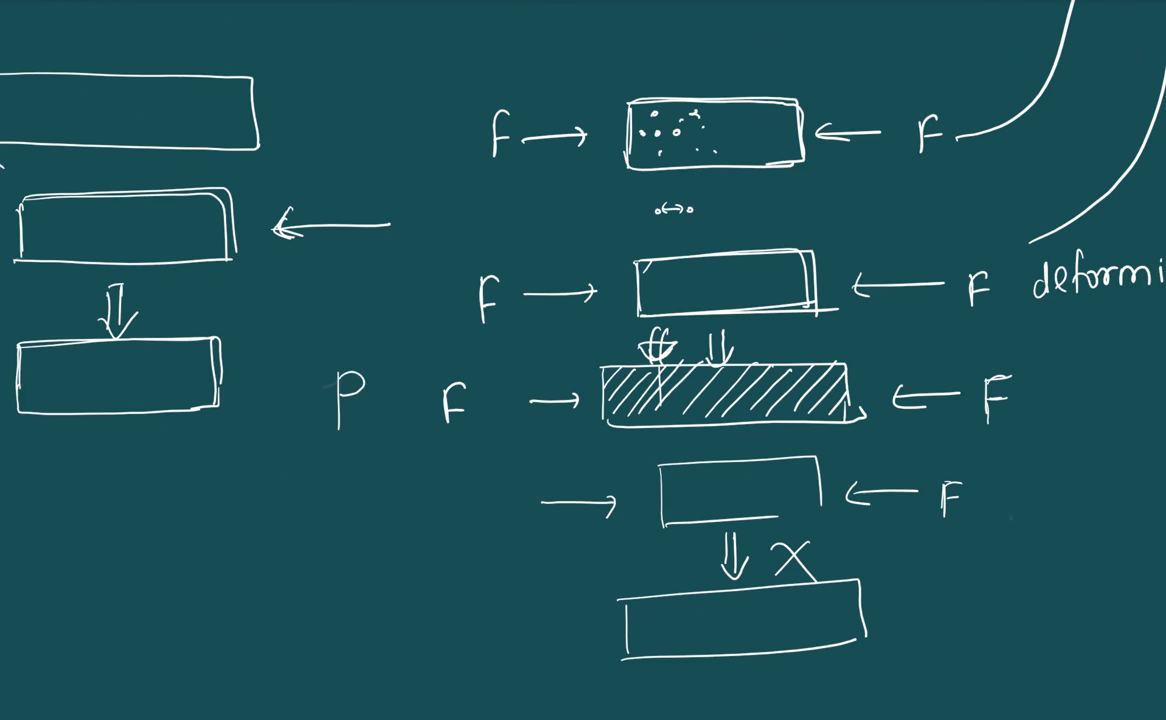 F → ← F
F → ← F deformi
P F → ← F
→ ← F
X